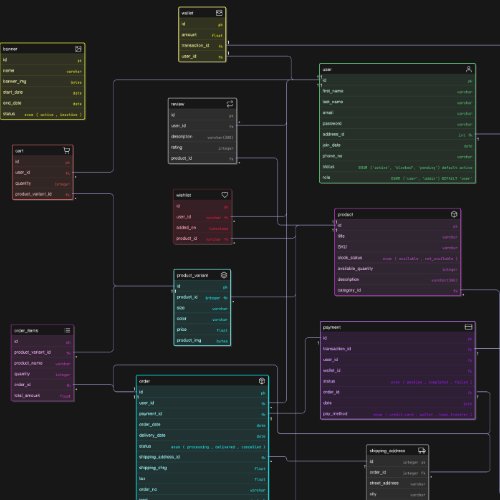 wallet
id pk
amount float
transaction_id fk
user_id fk
banner
id pk
name varchar
banner_img bytea
start_date date
end_date date
status enum ( active , inactive )
user
id pk
first_name varchar
last_name varchar
email varchar
password varchar
address_id int fk
join_date date
phone_no varchar
status ENUM ('active', 'blocked', 'pending') default active
role ENUM ('user', 'admin') DEFAULT 'user'
review
id pk
user_id fk
description varchar(300)
rating integer
product_id fk
cart
id pk
user_id fk
quantity integer
product_variant_id fk
wishlist
id pk
user_id varchar fk
added_on timestamp
product_id varchar fk
product
id pk
title varchar
SKU varchar
stock_status enum ( available , not_available )
available_quantity integer
description varchar(300)
category_id fk
product_variant
id pk
product_id integer fk
size varchar
color varchar
price float
product_img bytea
order_items
id pk
product_variant_id fk
product_name varchar
quantity integer
order_id fk
total_amount float
payment
id pk
transaction_id
user_id fk
wallet_id fk
status enum ( pending , completed , failed )
order_id fk
date date
pay_method
order
id pk
user_id fk
payment_id fk
order_date date
delivery_date date
status enum ( processing , delivered , cancelled )
shipping_address_id fk
shipping_chrg float
tax float
order_no varchar
shipping_address
id integer pk
order_id integer fk
street_address varchar
city varchar